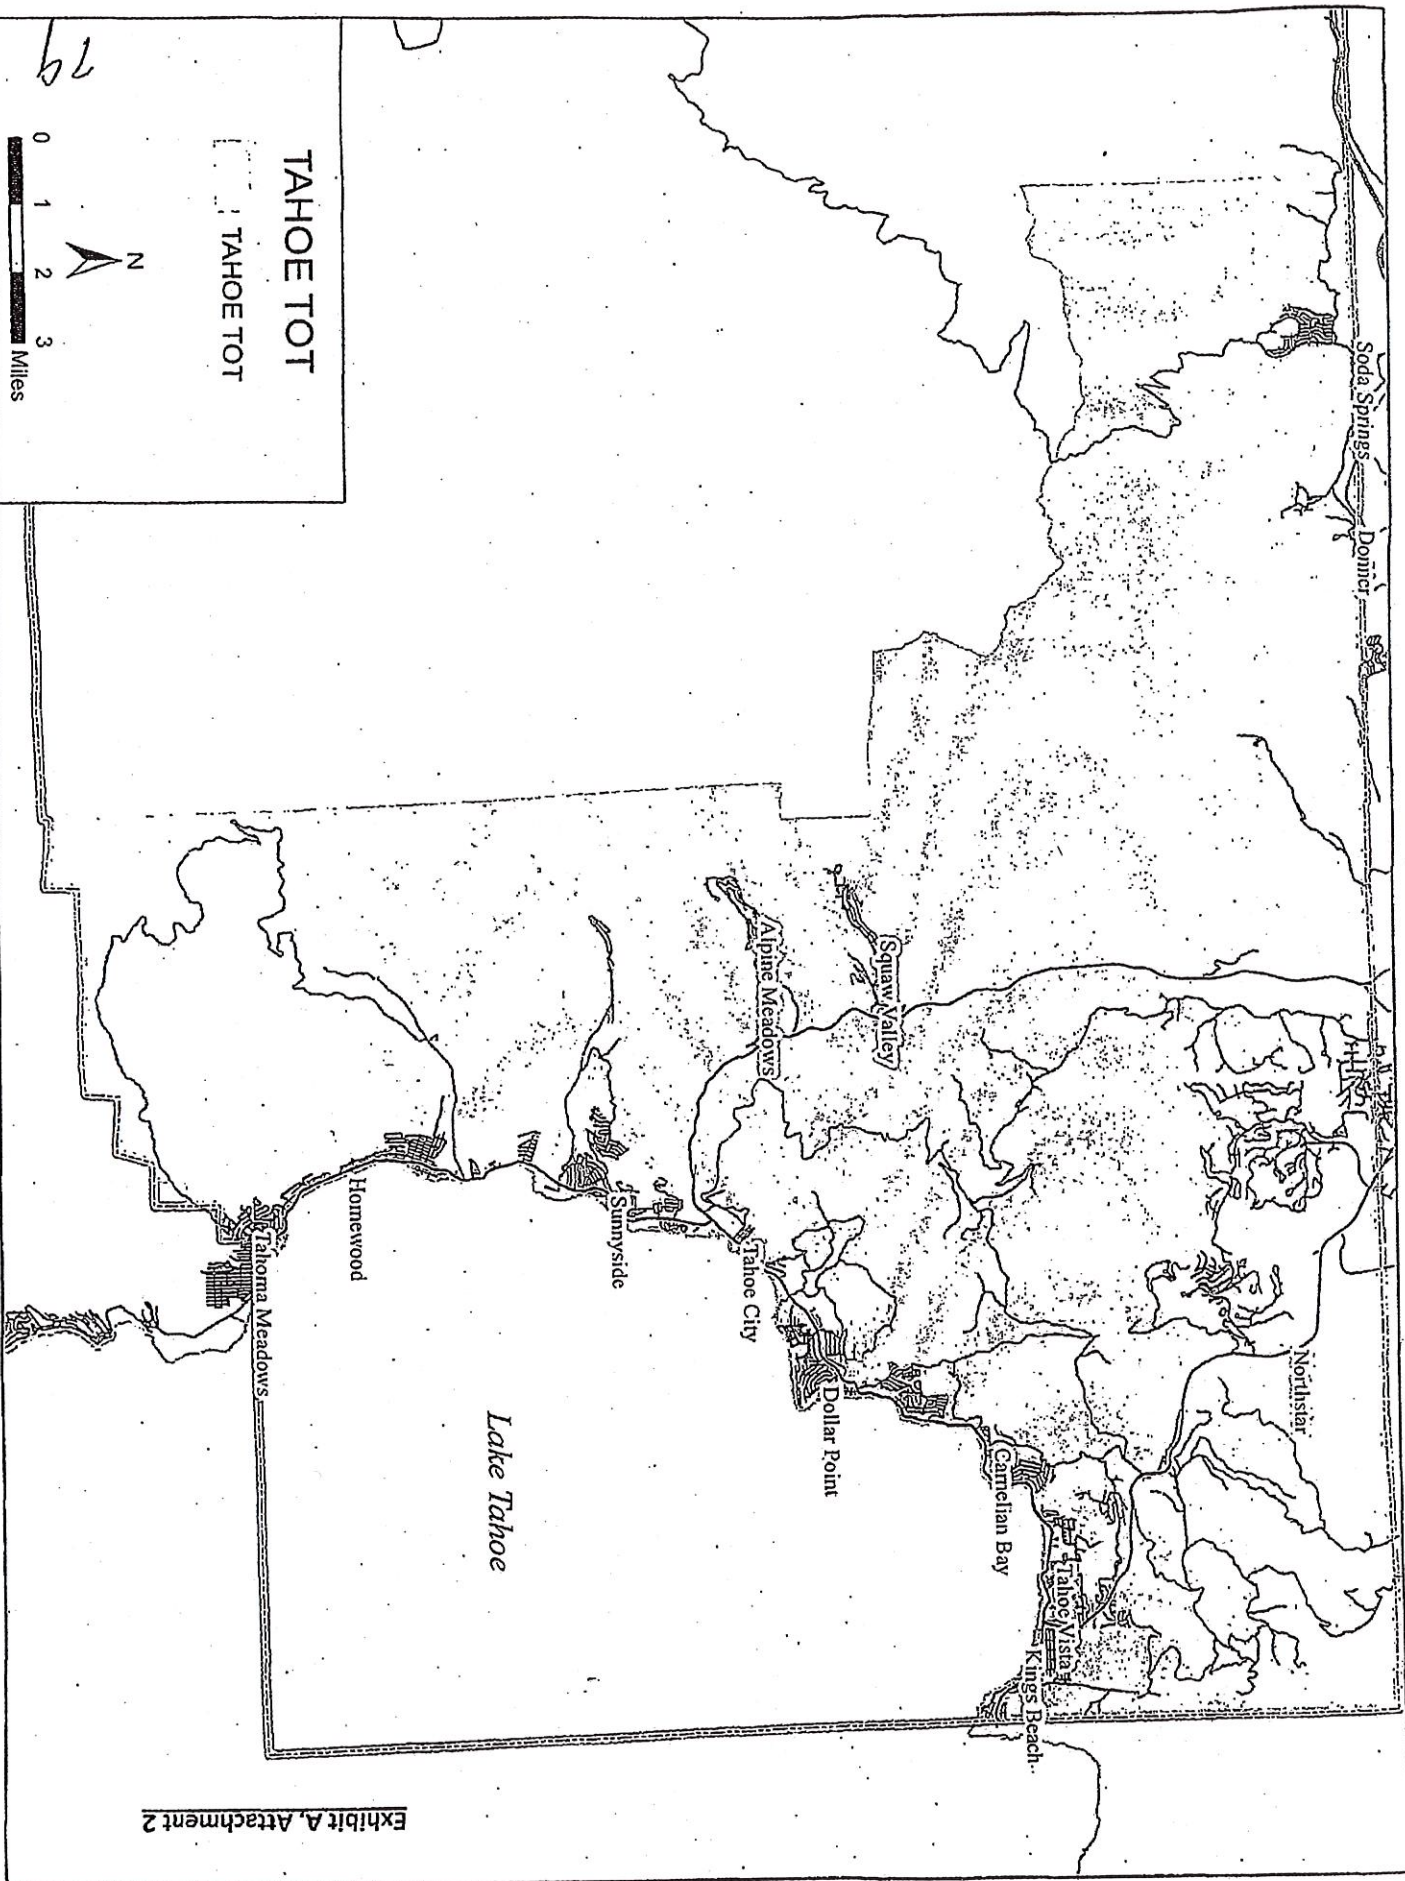 Soda Springs
Donner
Northstar
Tahoe Vista
Kings Beach
Carnelian Bay
Squaw Valley
Dollar Point
Alpine Meadows
Tahoe City
Sunnyside
Lake Tahoe
Homewood
Tahoma Meadows
TAHOE TOT
TAHOE TOT
N
0 1 2 3
Miles
Exhibit A, Attachment 2